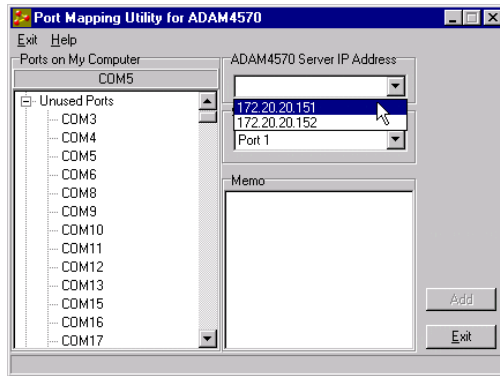 Port Mapping Utility for ADAM4570
Exit Help
Ports on My Computer
COM5
Unused Ports
COM3
COM4
COM5
COM6
COM8
COM9
COM10
COM11
COM12
COM13
COM15
COM16
COM17
ADAM4570 Server IP Address
172.20.20.151
172.20.20.152
Port 1
Memo
Add
Exit